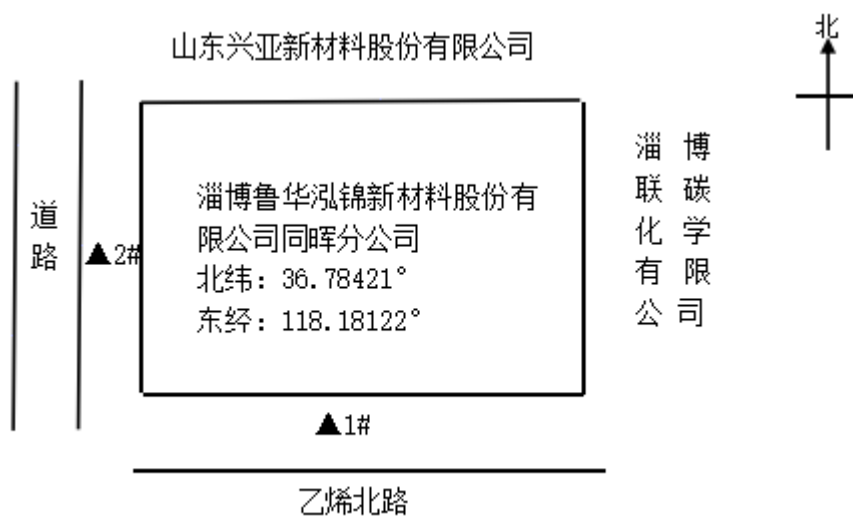 北
山东兴亚新材料股份有限公司
道
路
▲2#
淄博鲁华泓锦新材料股份有
限公司同晖分公司
北纬：36.78421°
东经：118.18122°
淄 博
联 碳
化 学
有 限
公 司
▲1#
乙烯北路